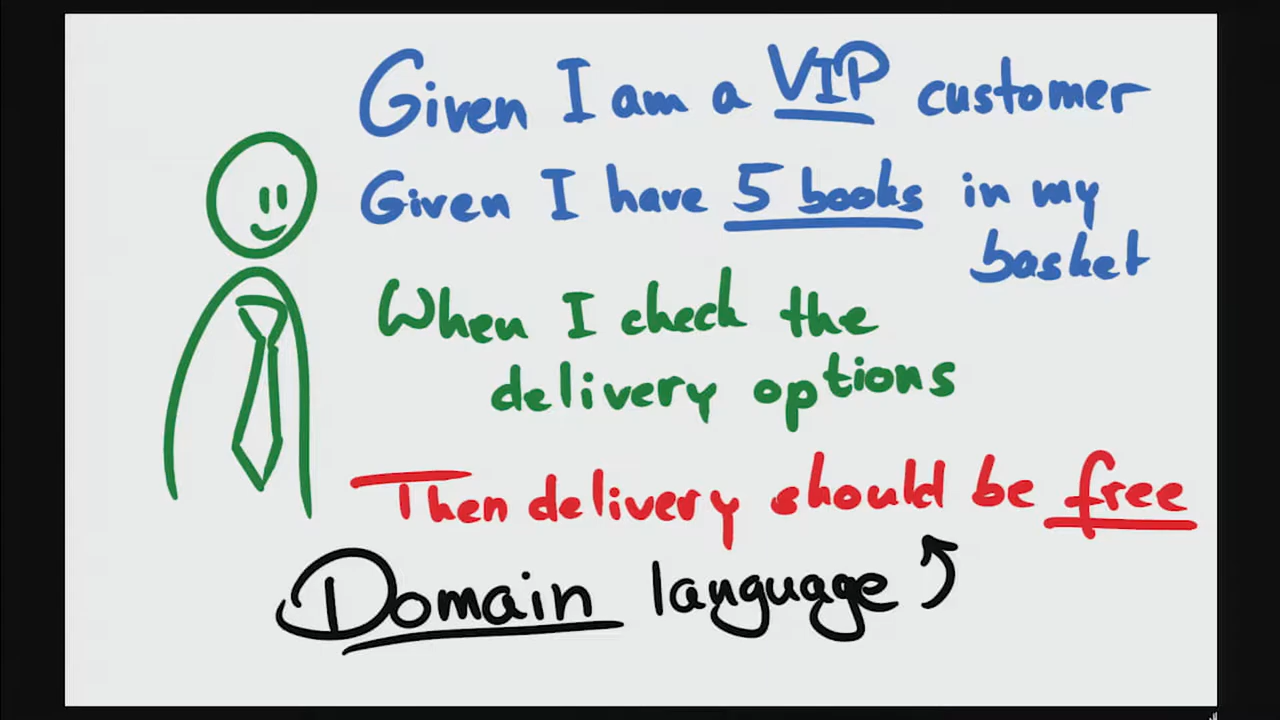 Given I am a VIP customer
Given I have 5 books in my
basket
When I check the
delivery options
Then delivery should be free
Domain language